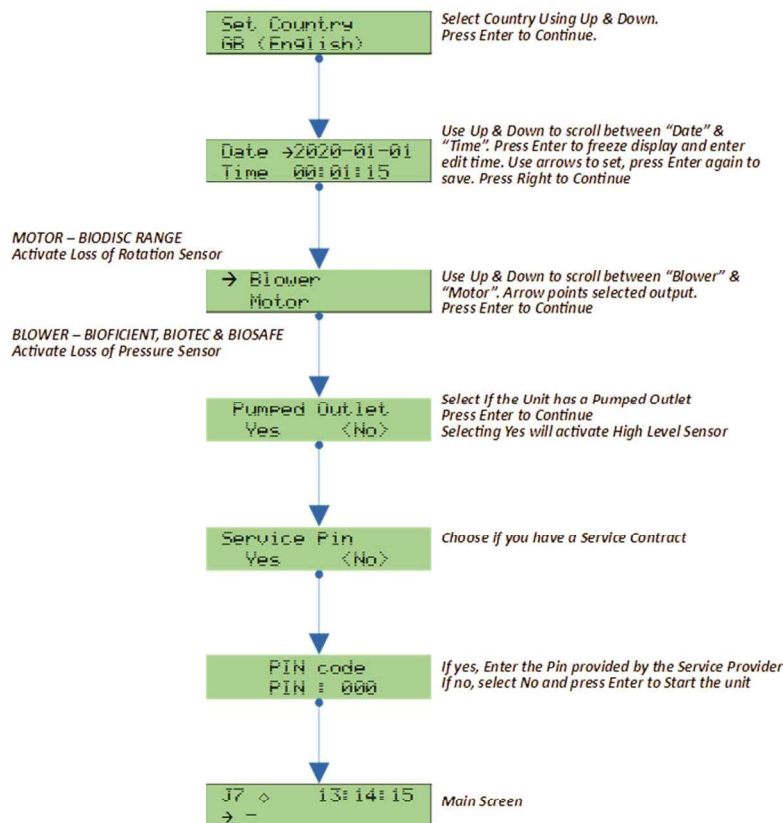 Set Country
GB (English)
Select Country Using Up & Down.
Press Enter to Continue.
Date →2020-01-01
Time 00:01:15
Use Up & Down to scroll between “Date” &
“Time”. Press Enter to freeze display and enter
edit time. Use arrows to set, press Enter again to
save. Press Right to Continue
MOTOR – BIODISC RANGE
Activate Loss of Rotation Sensor
→ Blower
Motor
Use Up & Down to scroll between “Blower” &
“Motor”. Arrow points selected output.
Press Enter to Continue
BLOWER – BIOFICIENT, BIOTEC & BIOSAFE
Activate Loss of Pressure Sensor
Pumped Outlet
Yes <No>
Select If the Unit has a Pumped Outlet
Press Enter to Continue
Selecting Yes will activate High Level Sensor
Service Pin
Yes <No>
Choose if you have a Service Contract
PIN code
PIN : 000
If yes, Enter the Pin provided by the Service Provider
If no, select No and press Enter to Start the unit
J7 ◇ 13:14:15
→ -
Main Screen